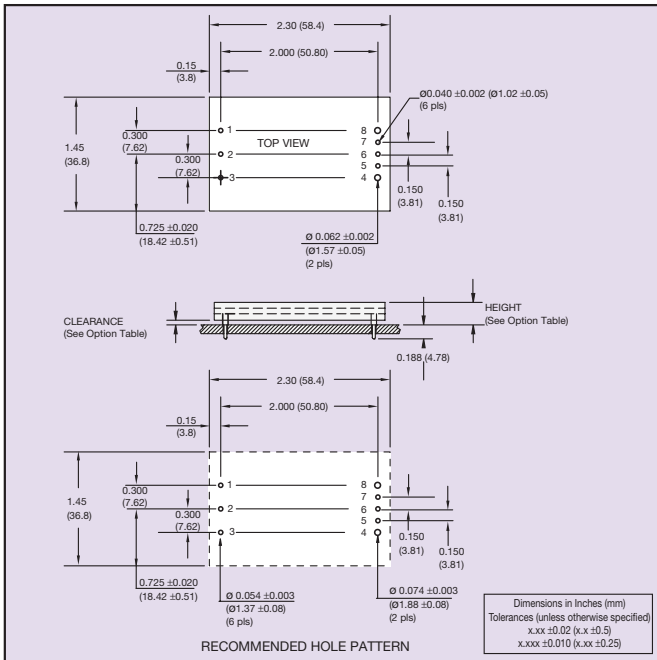 2.30 (58.4)
2.000 (50.80)
0.15
(3.8)
Ø0.040 ±0.002 (Ø1.02 ±0.05)
(6 pls)
1
8
7
0.300
(7.62)
TOP VIEW
1.45
(36.8)
2
6
0.300
(7.62)
5
3
4
0.150
(3.81)
0.150
(3.81)
0.725 ±0.020
(18.42 ±0.51)
Ø 0.062 ±0.002
(Ø1.57 ±0.05)
(2 pls)
CLEARANCE
(See Option Table)
HEIGHT
(See Option Table)
0.188 (4.78)
2.30 (58.4)
2.000 (50.80)
0.15
(3.8)
1
8
7
0.300
(7.62)
1.45
(36.8)
2
6
0.300
(7.62)
5
3
4
0.150
(3.81)
0.150
(3.81)
0.725 ±0.020
(18.42 ±0.51)
Ø 0.054 ±0.003
(Ø1.37 ±0.08)
(6 pls)
Ø 0.074 ±0.003
(Ø1.88 ±0.08)
(2 pls)
RECOMMENDED HOLE PATTERN
Dimensions in Inches (mm)
Tolerances (unless otherwise specified)
x.xx ±0.02 (x.x ±0.5)
x.xxx ±0.010 (x.xx ±0.25)